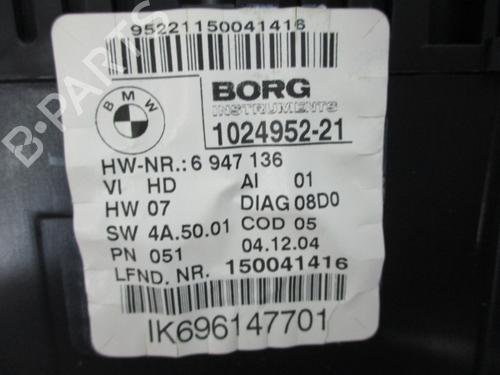 95221150041416
B-PARTS
BMW
BORG
INSTRUMENTS
1024952-21
HW-NR.: 6 947 136
VI HD AI 01
HW 07 DIAG 08D0
SW 4A.50.01 COD 05
PN 051 04.12.04
LFND. NR. 150041416
IK696147701